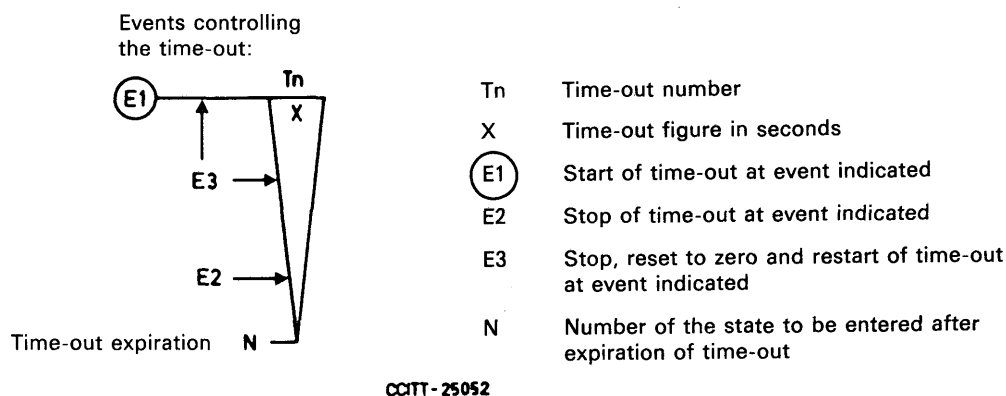 Events controlling
the time-out:
Tn
E1
X
E3
E2
Time-out expiration N
Tn Time-out number
X Time-out figure in seconds
E1 Start of time-out at event indicated
E2 Stop of time-out at event indicated
E3 Stop, reset to zero and restart of time-out
at event indicated
N Number of the state to be entered after
expiration of time-out
CCITT-25052